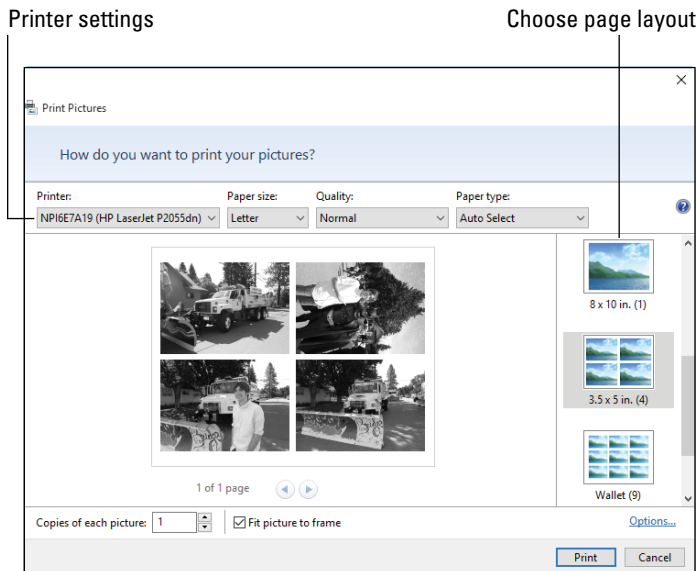 Printer settings
Choose page layout
Print Pictures
How do you want to print your pictures?
Printer: Paper size: Quality: Paper type:
NPI6E7A19 (HP LaserJet P2055dn) Letter Normal Auto Select
8 x 10 in. (1)
3.5 x 5 in. (4)
Wallet (9)
1 of 1 page
Copies of each picture: 1 Fit picture to frame Options...
Print Cancel